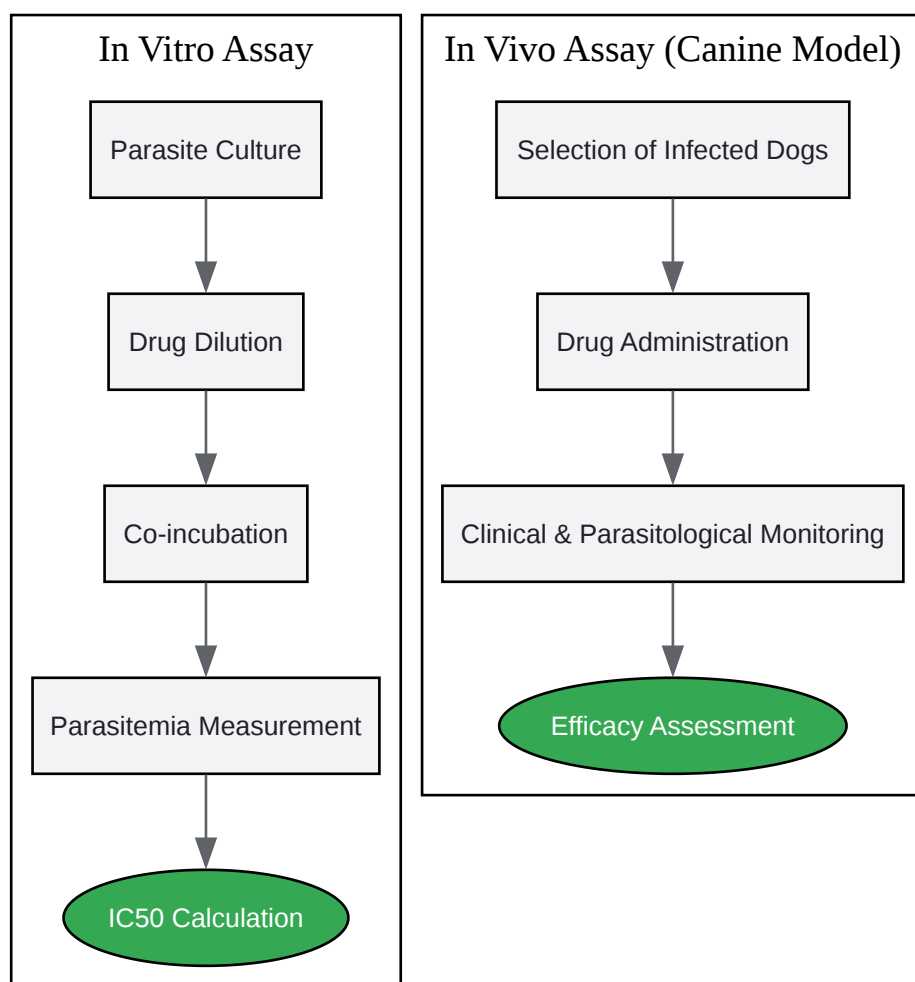 In Vitro Assay
Parasite Culture
Drug Dilution
Co-incubation
Parasitemia Measurement
IC50 Calculation
In Vivo Assay (Canine Model)
Selection of Infected Dogs
Drug Administration
Clinical & Parasitological Monitoring
Efficacy Assessment